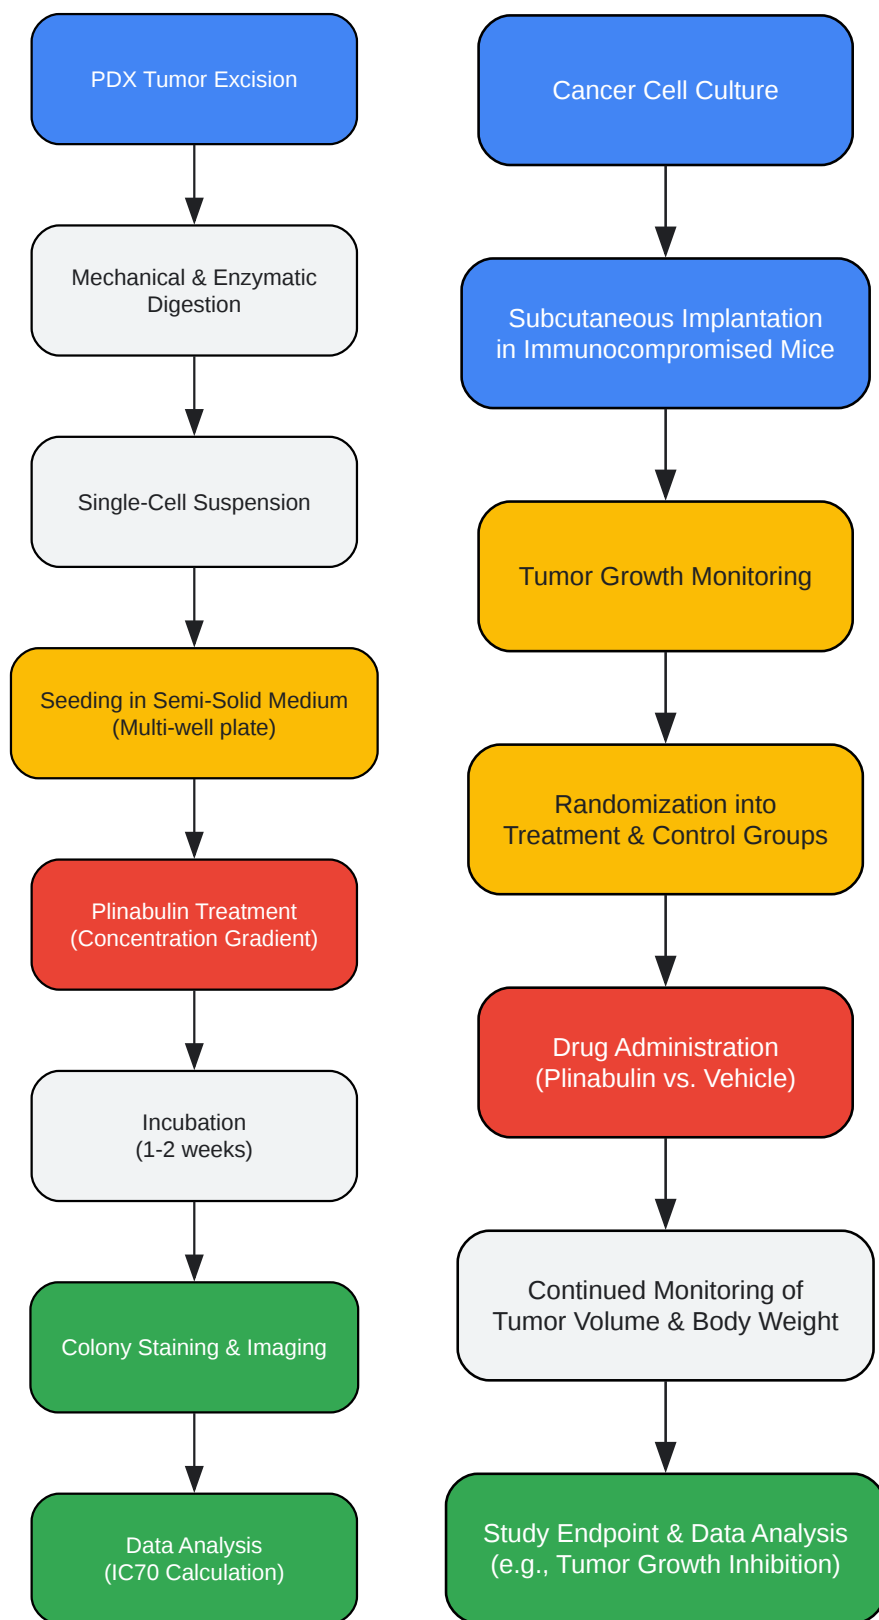 PDX Tumor Excision
Mechanical & Enzymatic
Digestion
Single-Cell Suspension
Seeding in Semi-Solid Medium
(Multi-well plate)
Plinabulin Treatment
(Concentration Gradient)
Incubation
(1-2 weeks)
Colony Staining & Imaging
Data Analysis
(IC70 Calculation)
Cancer Cell Culture
Subcutaneous Implantation
in Immunocompromised Mice
Tumor Growth Monitoring
Randomization into
Treatment & Control Groups
Drug Administration
(Plinabulin vs. Vehicle)
Continued Monitoring of
Tumor Volume & Body Weight
Study Endpoint & Data Analysis
(e.g., Tumor Growth Inhibition)